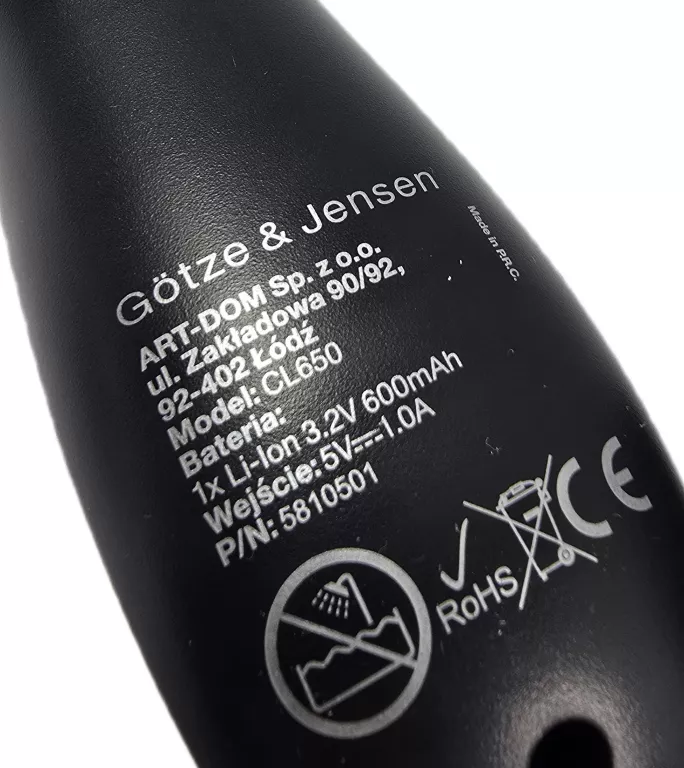 Götze & Jensen
ART-DOM Sp. z o.o.
ul. Zakładowa 90/92,
92-402 Łódź
Model: CL650
Bateria:
1x Li-Ion 3.2V 600mAh
Wejście: 5V⎓1.0A
P/N: 5810501
Made in P.R.C.
RoHS
CE